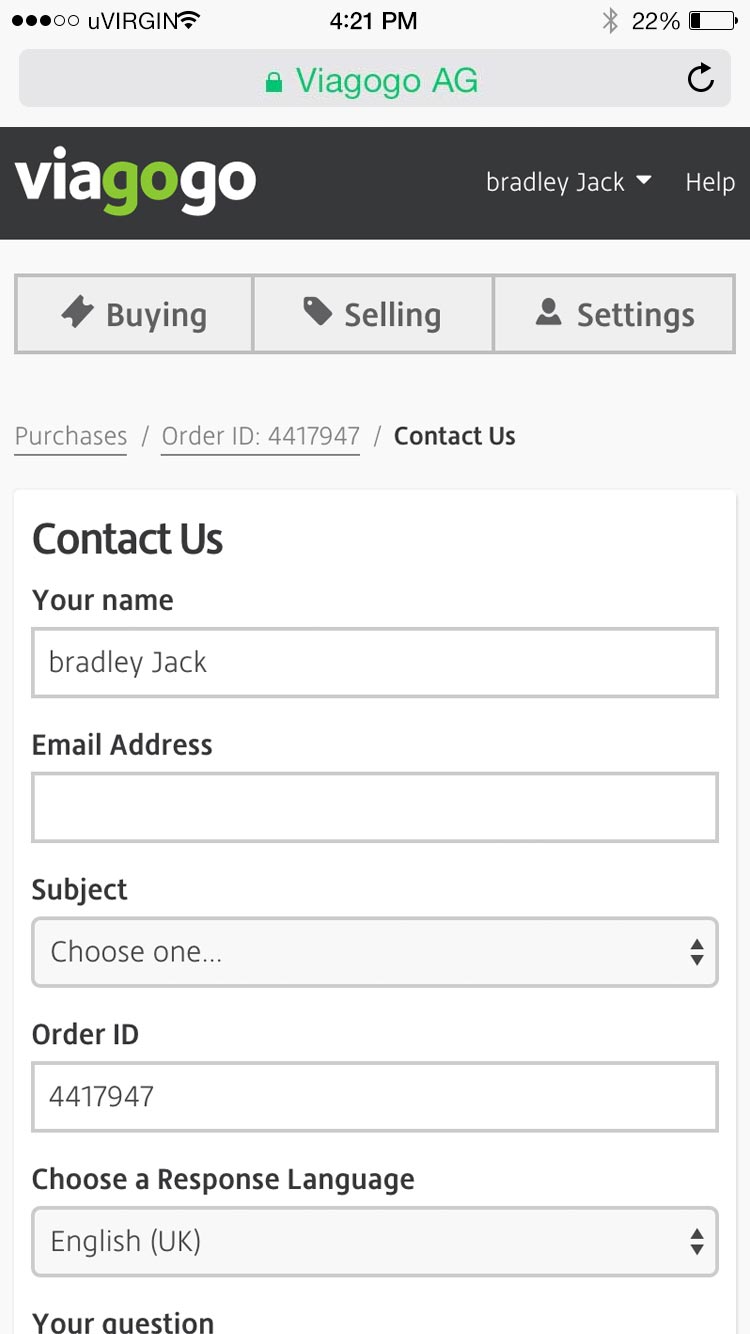 uVIRGIN 4:21 PM 22%
Viagogo AG
viagogo bradley Jack Help
Buying Selling Settings
Purchases / Order ID: 4417947 / Contact Us
Contact Us
Your name
bradley Jack
Email Address
Subject
Choose one...
Order ID
4417947
Choose a Response Language
English (UK)
Your question